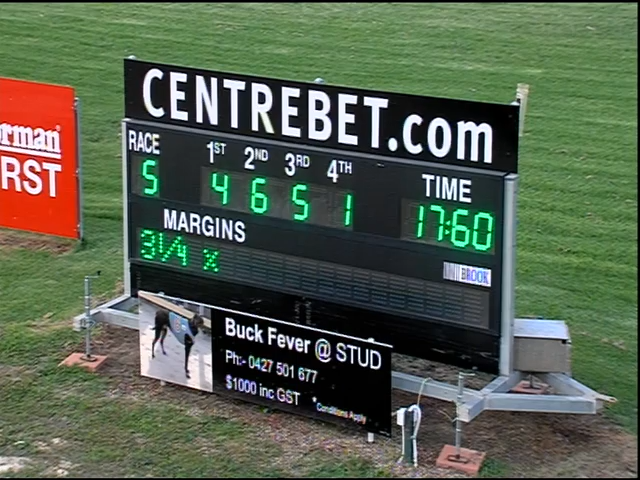 CENTREBET.com
RACE 1ST 2ND 3RD 4TH TIME
5 4 6 5 1 17:60
MARGINS
3 1/4 x
BROOK
rman
RST
Buck Fever @ STUD
Ph:- 0427 501 677
$1000 inc GST *Conditions Apply